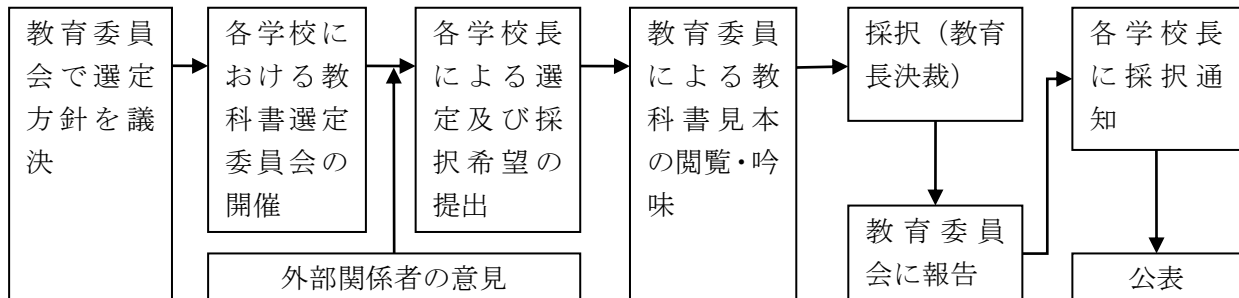 教育委員
会で選定
方針を議
決
各学校に
おける教
科書選定
委員会の
開催
各学校長
による選
定及び採
択希望の
提出
外部関係者の意見
教育委員
による教
科書見本
の閲覧・吟
味
採択（教育
長決裁）
教育委員
会に報告
各学校長
に採択通
知
公表